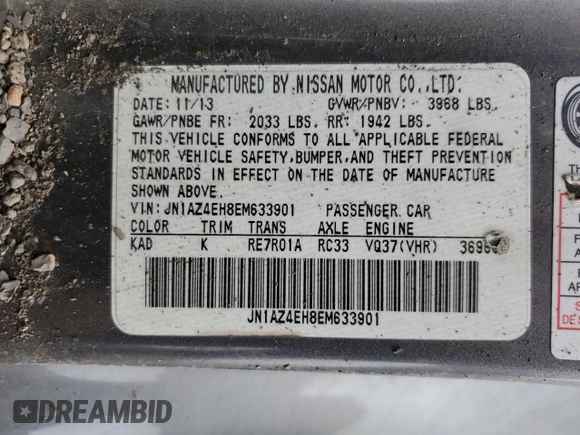 MANUFACTURED BY NISSAN MOTOR CO.,LTD:
DATE: 11/13 GVWR/PNBV: 3968 LBS.
GAWR/PNBE FR: 2033 LBS. RR: 1942 LBS.
THIS VEHICLE CONFORMS TO ALL APPLICABLE FEDERAL
MOTOR VEHICLE SAFETY, BUMPER, AND THEFT PREVENTION
STANDARDS IN EFFECT ON THE DATE OF MANUFACTURE
SHOWN ABOVE.
VIN: JN1AZ4EH8EM633901 PASSENGER CAR
COLOR TRIM TRANS AXLE ENGINE
KAD K RE7R01A RC33 VQ37(VHR)
JN1AZ4EH8EM633901
DREAMBID